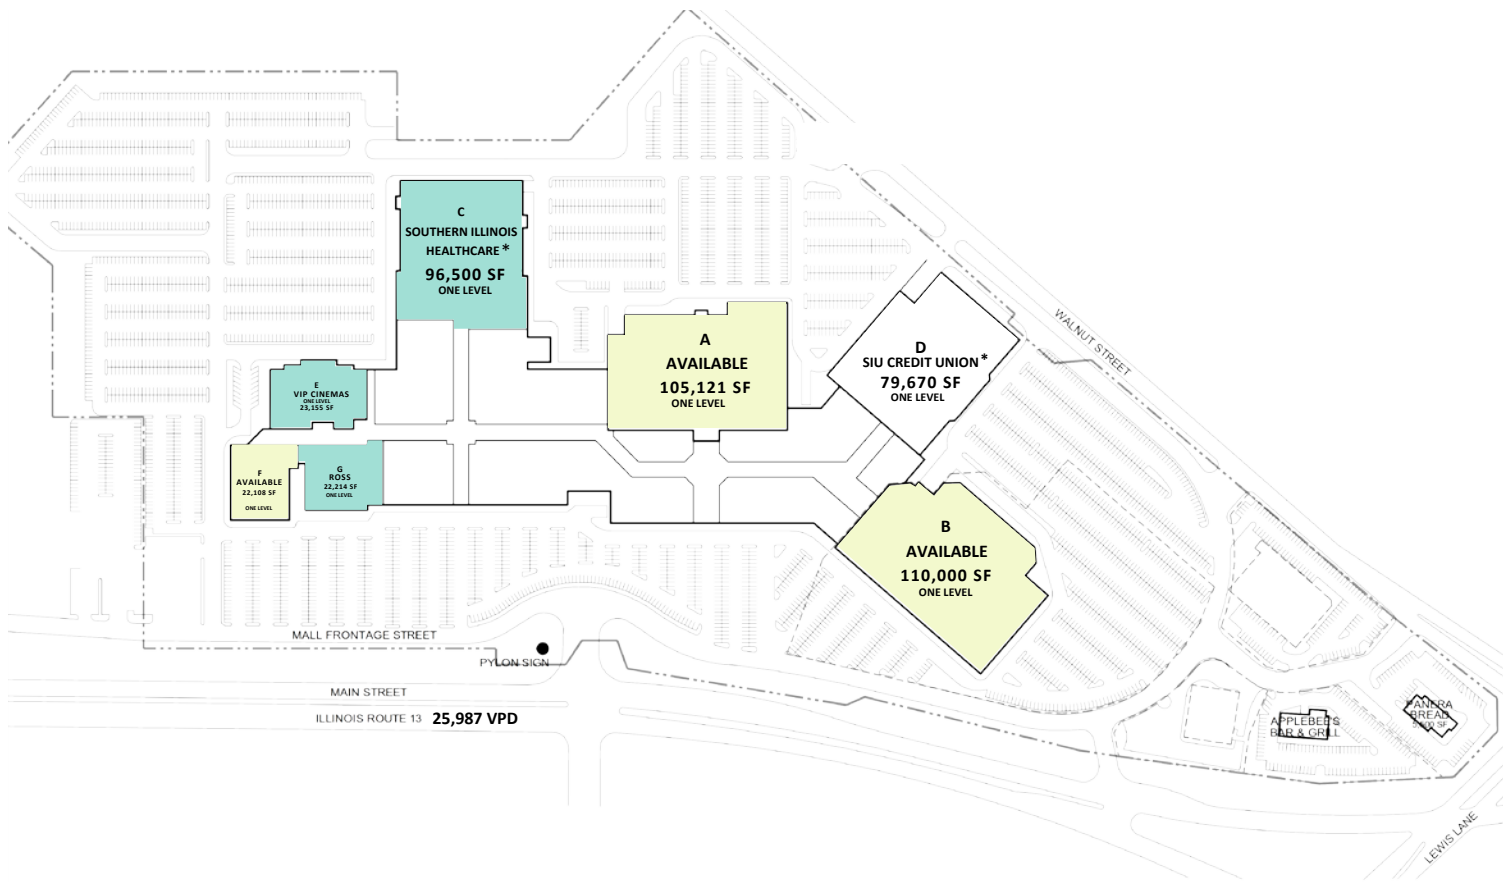 C
SOUTHERN ILLINOIS
HEALTHCARE *
96,500 SF
ONE LEVEL
A
AVAILABLE
105,121 SF
ONE LEVEL
D
SIU CREDIT UNION *
79,670 SF
ONE LEVEL
WALNUT STREET
E
VIP CINEMAS
ONE LEVEL
23,155 SF
F
AVAILABLE
22,108 SF
ONE LEVEL
G
ROSS
22,214 SF
ONE LEVEL
B
AVAILABLE
110,000 SF
ONE LEVEL
MALL FRONTAGE STREET
PYLON SIGN
MAIN STREET
ILLINOIS ROUTE 13 25,987 VPD
APPLEBEE'S
BAR & GRILL
PANERA
BREAD
LEWIS LANE